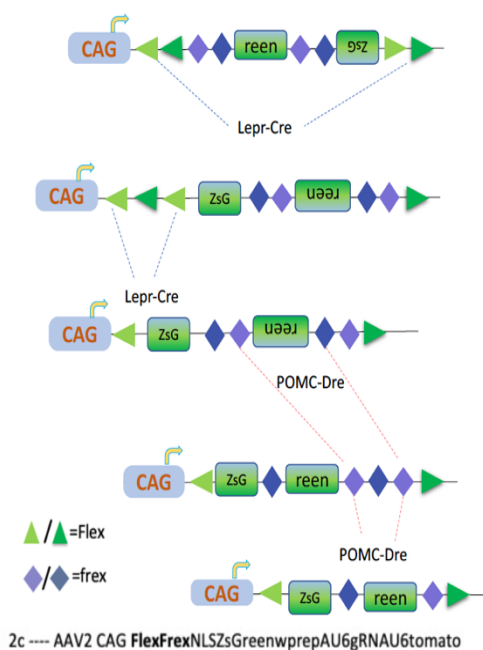 CAG reen ZsG
Lepr-Cre
CAG ZsG reen
Lepr-Cre
CAG ZsG reen
POMC-Dre
CAG ZsG reen
=Flex
POMC-Dre
=frex
CAG ZsG reen
2c ---- AAV2 CAG FlexFrexNLSZsGreenwprepAU6gRNAU6tomato